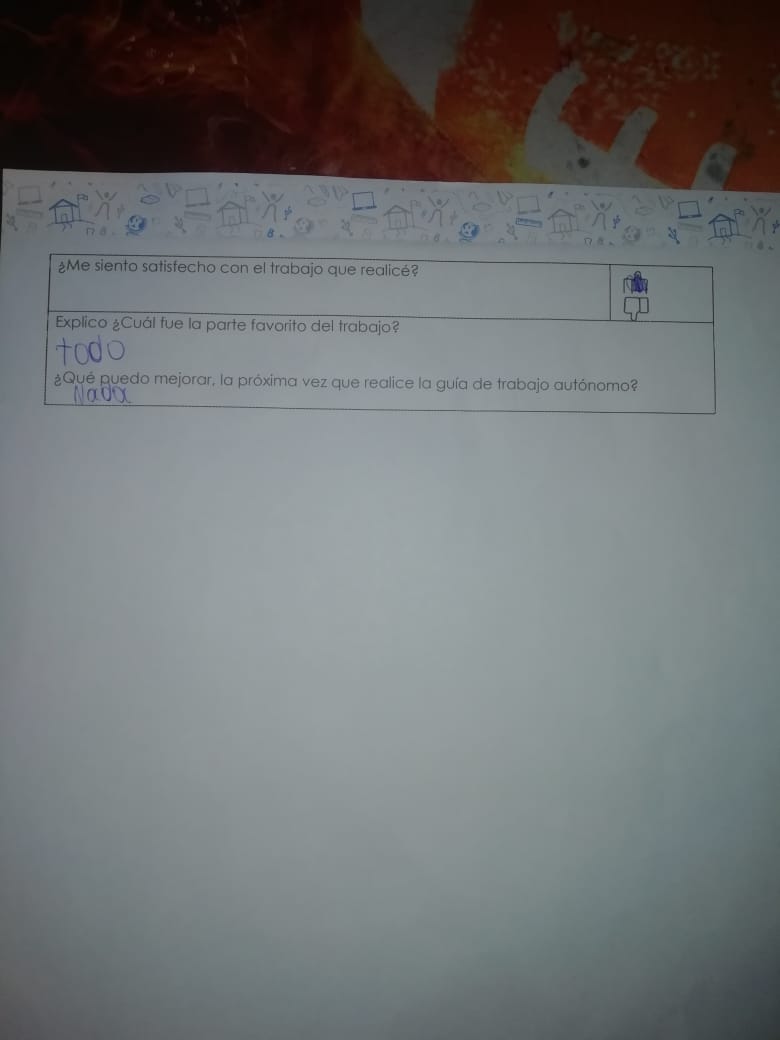 ¿Me siento satisfecho con el trabajo que realicé?
Explico ¿Cuál fue la parte favorito del trabajo?
todo
¿Qué puedo mejorar, la próxima vez que realice la guía de trabajo autónomo?
Nada